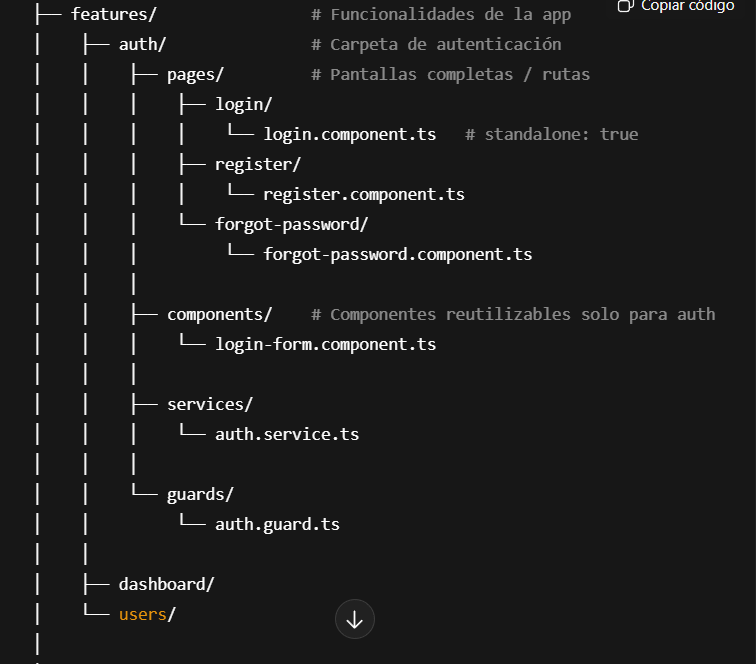 Copiar código
├── features/                # Funcionalidades de la app
│    ├── auth/               # Carpeta de autenticación
│    │    ├── pages/         # Pantallas completas / rutas
│    │    │    ├── login/
│    │    │    │    └── login.component.ts   # standalone: true
│    │    │    ├── register/
│    │    │    │    └── register.component.ts
│    │    │    └── forgot-password/
│    │    │         └── forgot-password.component.ts
│    │    │
│    │    ├── components/    # Componentes reutilizables solo para auth
│    │    │    └── login-form.component.ts
│    │    │
│    │    ├── services/
│    │    │    └── auth.service.ts
│    │    │
│    │    └── guards/
│    │         └── auth.guard.ts
│    │
│    ├── dashboard/
│    └── users/
│